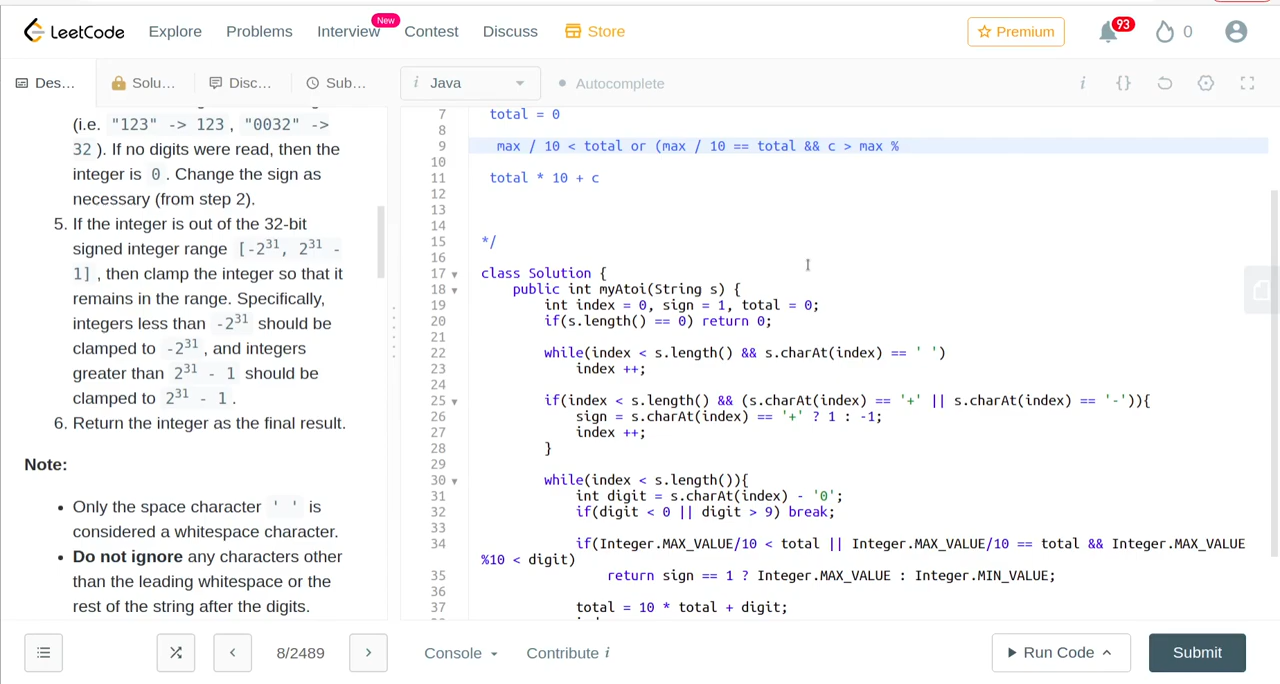 LeetCode Explore Problems Interview New Contest Discuss Store Premium 93 0
Des... Solu... Disc... Sub... i Java Autocomplete i {}
(i.e. "123" -> 123, "0032" ->
32). If no digits were read, then the
integer is 0. Change the sign as
necessary (from step 2).
5. If the integer is out of the 32-bit
signed integer range [-2^31, 2^31 -
1], then clamp the integer so that it
remains in the range. Specifically,
integers less than -2^31 should be
clamped to -2^31, and integers
greater than 2^31 - 1 should be
clamped to 2^31 - 1.
6. Return the integer as the final result.
Note:
• Only the space character ' ' is
considered a whitespace character.
• Do not ignore any characters other
than the leading whitespace or the
rest of the string after the digits.
7 total = 0
8
9 max / 10 < total or (max / 10 == total && c > max %
10
11 total * 10 + c
12
13
14
15 */
16
17 class Solution {
18 public int myAtoi(String s) {
19 int index = 0, sign = 1, total = 0;
20 if(s.length() == 0) return 0;
21
22 while(index < s.length() && s.charAt(index) == ' ')
23 index ++;
24
25 if(index < s.length() && (s.charAt(index) == '+' || s.charAt(index) == '-')){
26 sign = s.charAt(index) == '+' ? 1 : -1;
27 index ++;
28 }
29
30 while(index < s.length()){
31 int digit = s.charAt(index) - '0';
32 if(digit < 0 || digit > 9) break;
33
34 if(Integer.MAX_VALUE/10 < total || Integer.MAX_VALUE/10 == total && Integer.MAX_VALUE
%10 < digit)
35 return sign == 1 ? Integer.MAX_VALUE : Integer.MIN_VALUE;
36
37 total = 10 * total + digit;
8/2489 Console Contribute i Run Code Submit